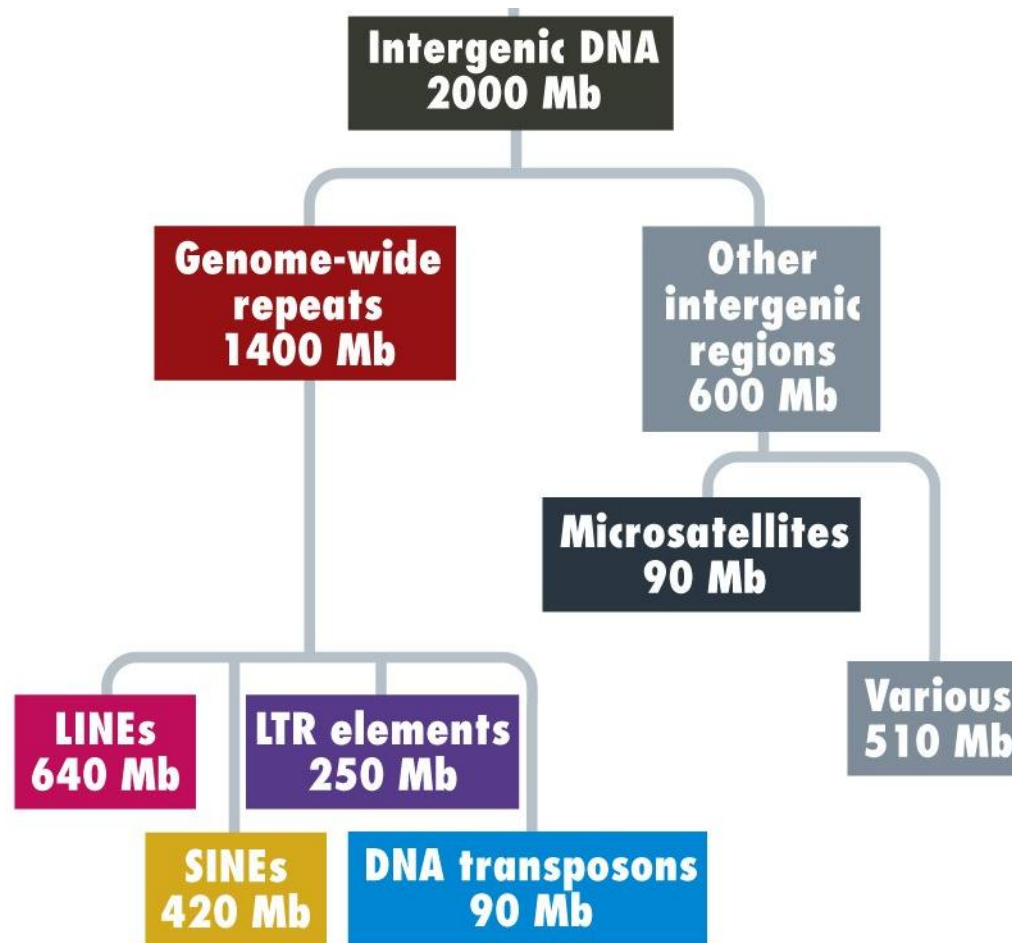 Intergenic DNA
2000 Mb
Genome-wide
repeats
1400 Mb
Other
intergenic
regions
600 Mb
Microsatellites
90 Mb
LINEs
640 Mb
LTR elements
250 Mb
Various
510 Mb
SINEs
420 Mb
DNA transposons
90 Mb